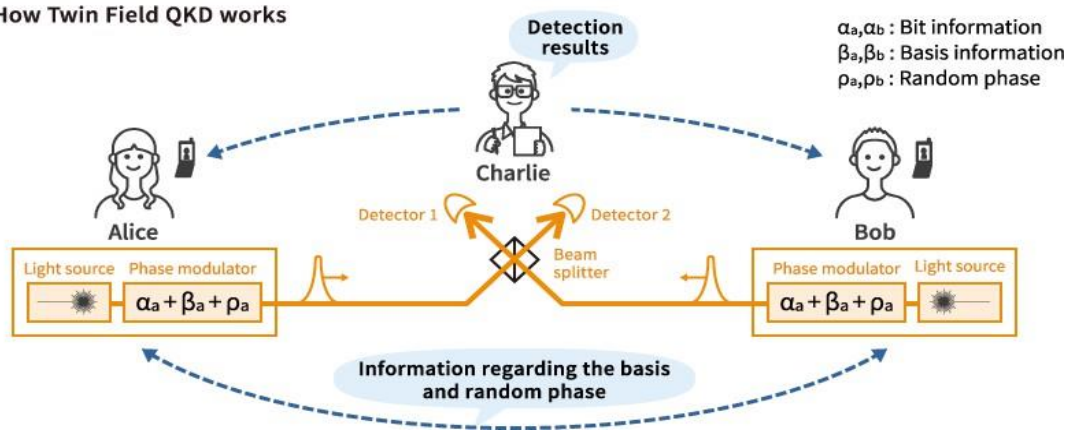 How Twin Field QKD works
Detection
results
αa,αb : Bit information
βa,βb : Basis information
ρa,ρb : Random phase
Charlie
Alice
Bob
Detector 1
Detector 2
Beam
splitter
Light source
Phase modulator
αa + βa + ρa
Phase modulator
Light source
αa + βa + ρa
Information regarding the basis
and random phase